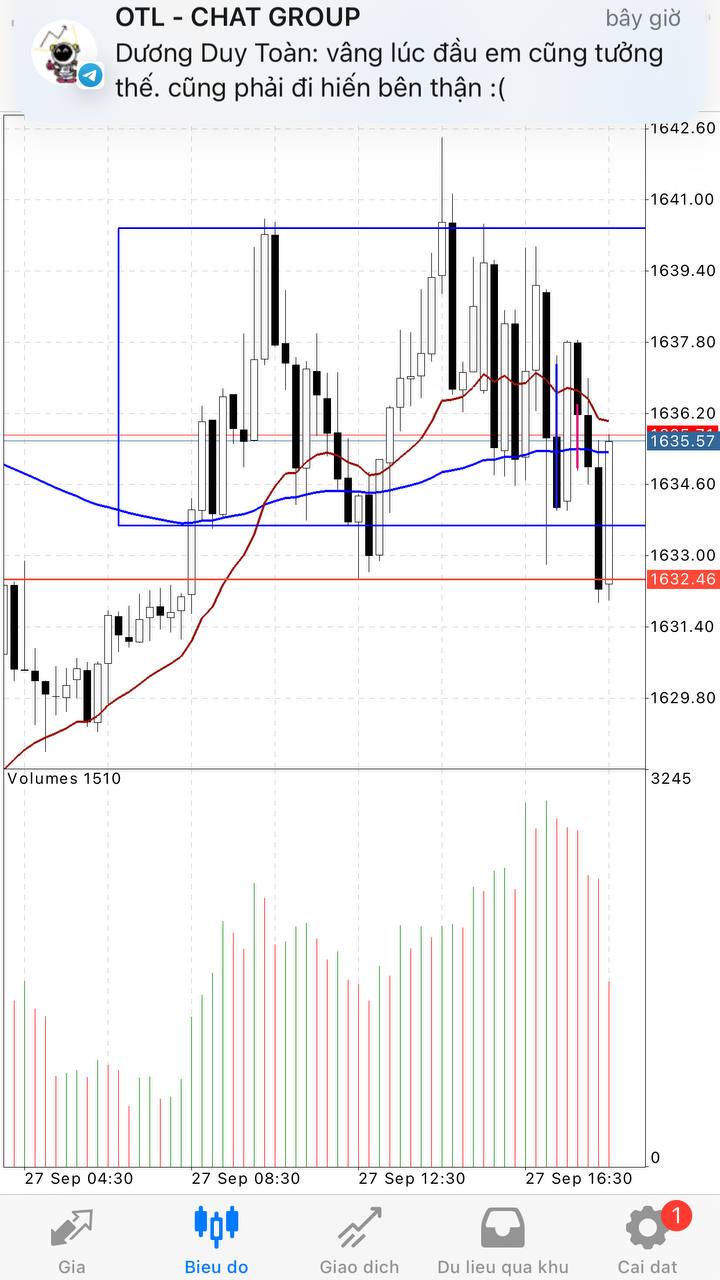 OTL - CHAT GROUP
bây giờ
Dương Duy Toàn: vâng lúc đầu em cũng tưởng
thế. cũng phải đi hiến bên thận :(
1642.60
1641.00
1639.40
1637.80
1636.20
1635.57
1634.60
1633.00
1632.46
1631.40
1629.80
Volumes 1510
3245
0
27 Sep 04:30
27 Sep 08:30
27 Sep 12:30
27 Sep 16:30
1
Gia
Bieu do
Giao dich
Du lieu qua khu
Cai dat